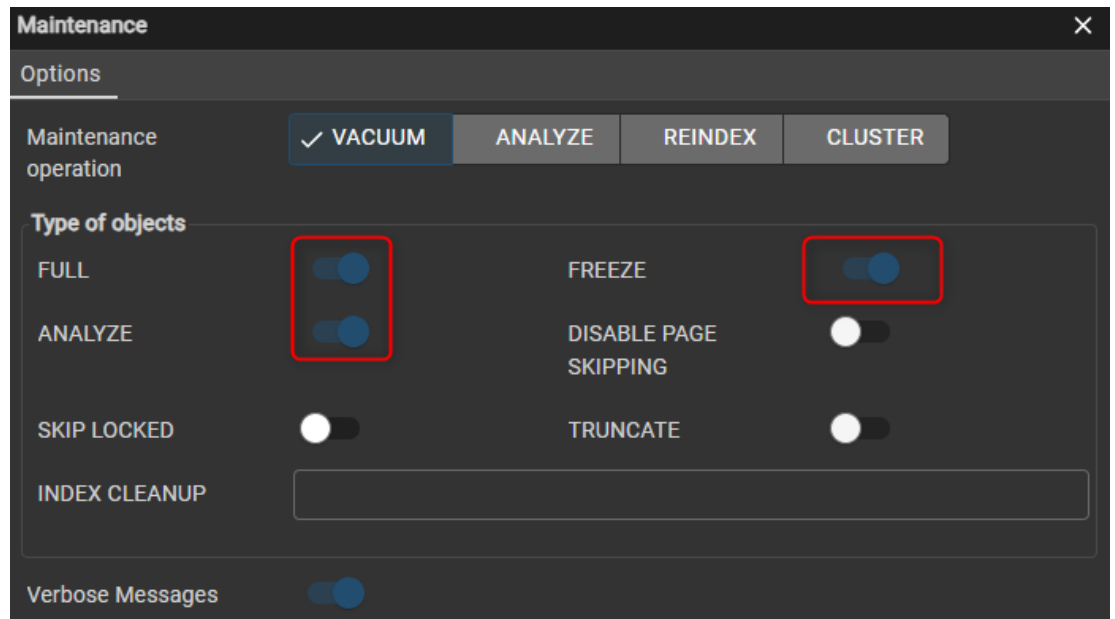 Maintenance
Options
Maintenance
operation
VACUUM
ANALYZE
REINDEX
CLUSTER
Type of objects
FULL
FREEZE
ANALYZE
DISABLE PAGE
SKIPPING
SKIP LOCKED
TRUNCATE
INDEX CLEANUP
Verbose Messages